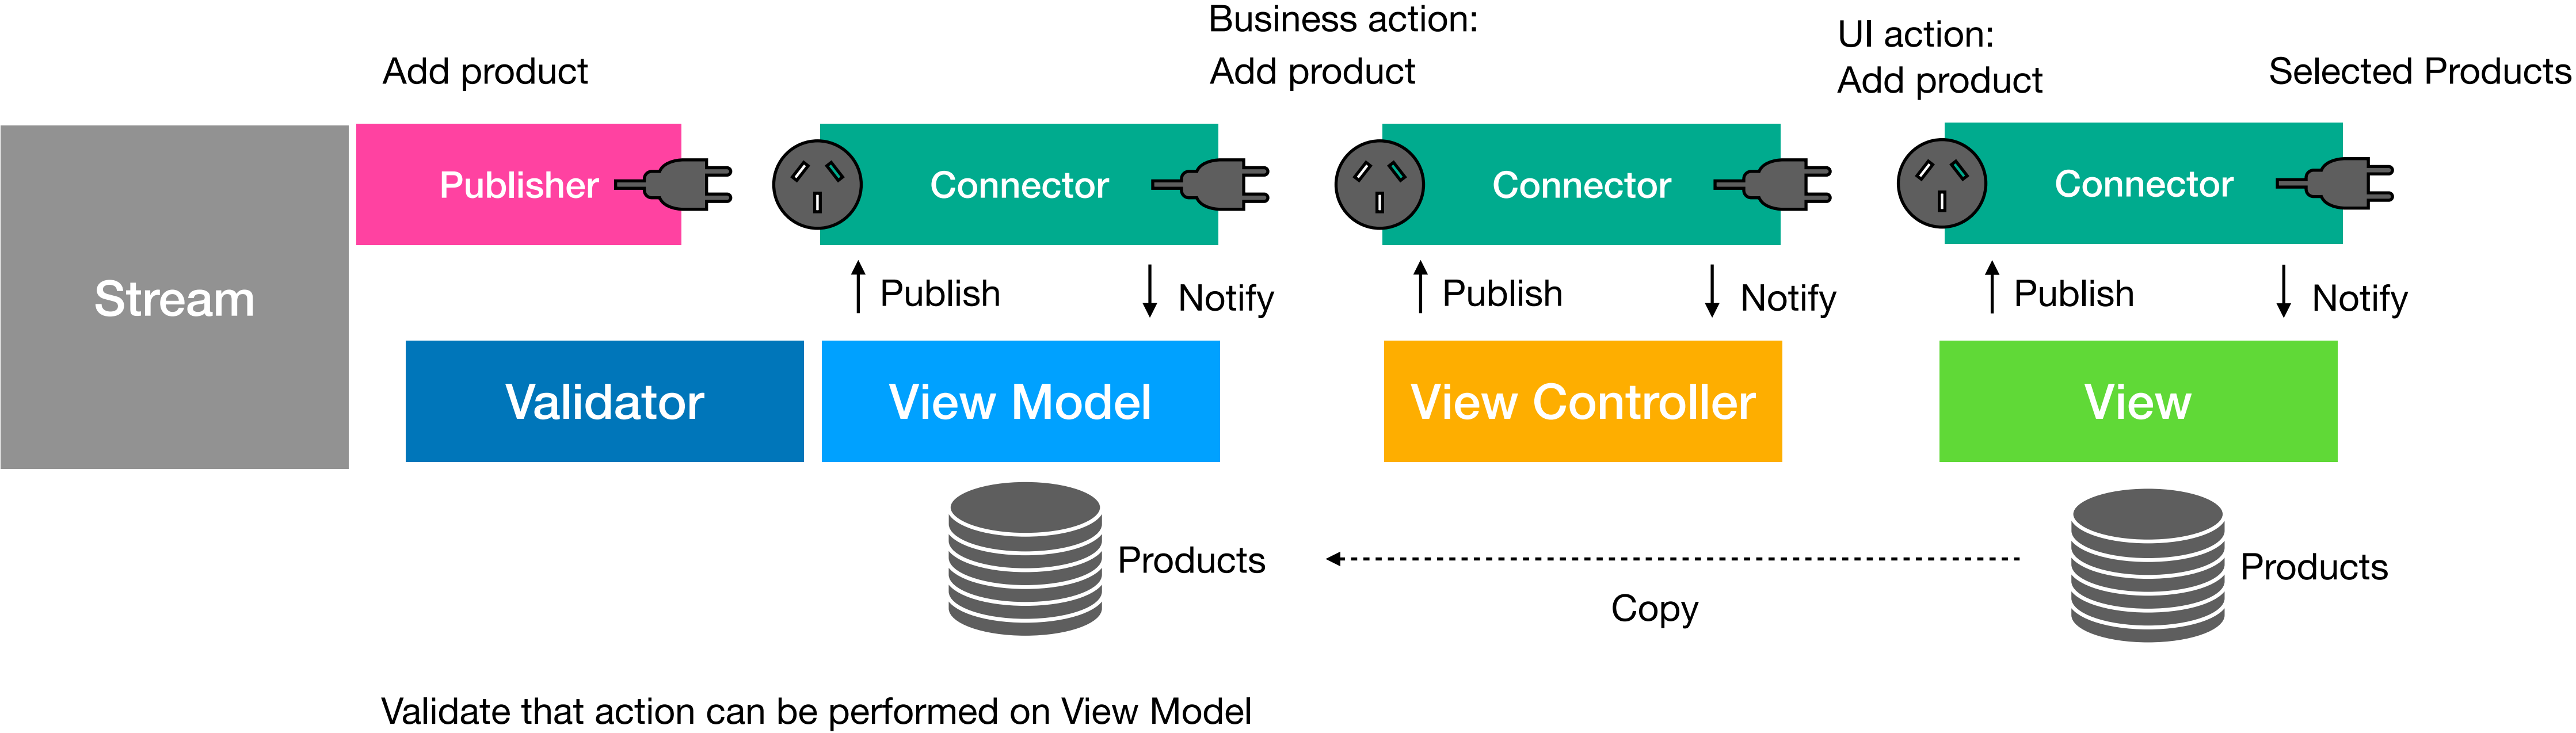 Business action:
Add product
Add product
UI action:
Add product
Selected Products
Stream
Publisher
Connector
Connector
Connector
Publish
Notify
Publish
Notify
Publish
Notify
Validator
View Model
View Controller
View
Products
Copy
Products
Validate that action can be performed on View Model